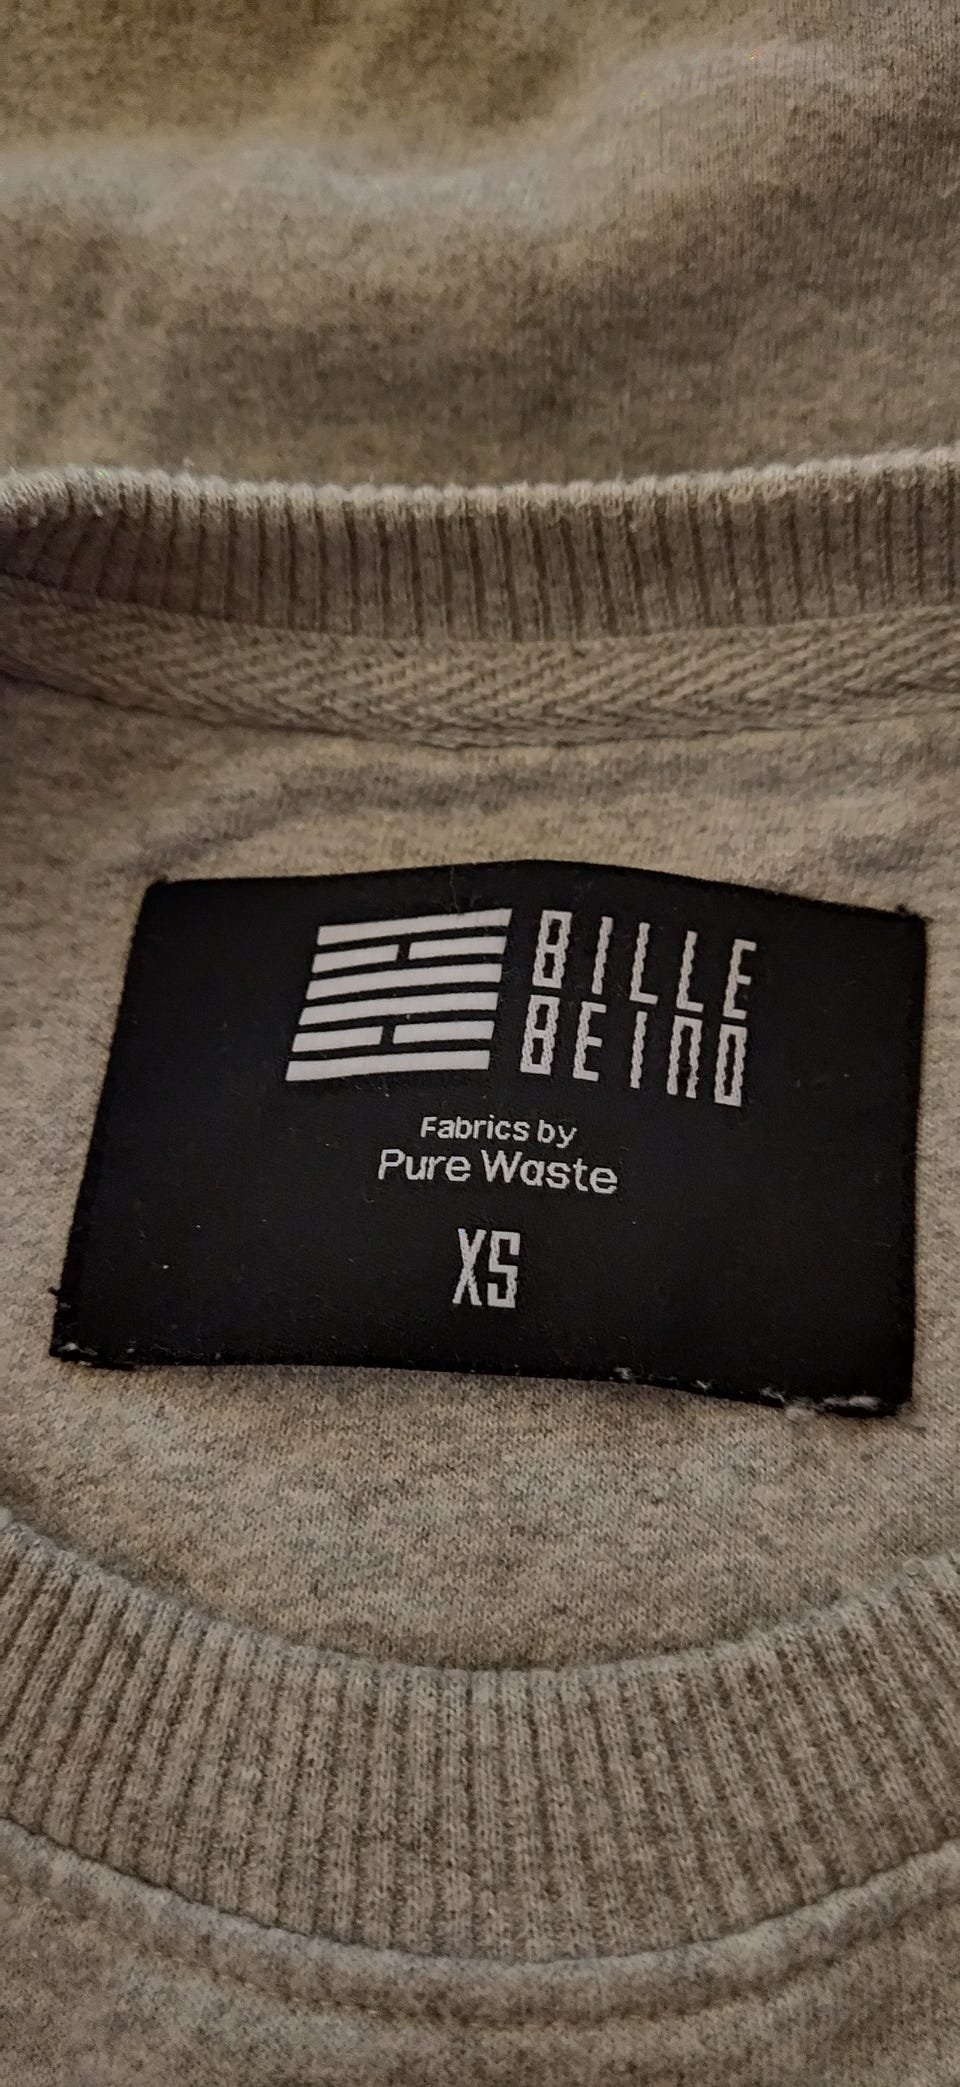 BILLE
BEINO
Fabrics by
Pure Waste
XS